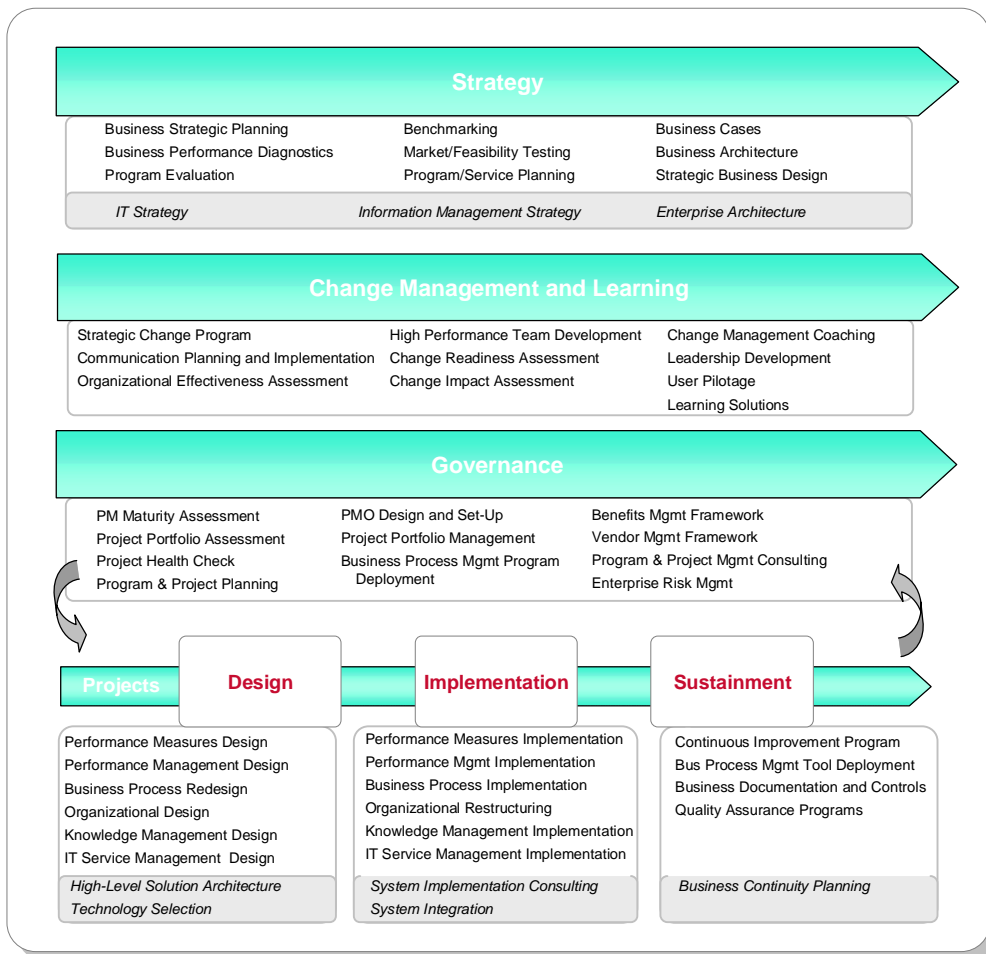 Strategy
Business Strategic Planning
Business Performance Diagnostics
Program Evaluation
Benchmarking
Market/Feasibility Testing
Program/Service Planning
Business Cases
Business Architecture
Strategic Business Design
IT Strategy
Information Management Strategy
Enterprise Architecture
Change Management and Learning
Strategic Change Program
Communication Planning and Implementation
Organizational Effectiveness Assessment
High Performance Team Development
Change Readiness Assessment
Change Impact Assessment
Change Management Coaching
Leadership Development
User Pilotage
Learning Solutions
Governance
PM Maturity Assessment
Project Portfolio Assessment
Project Health Check
Program & Project Planning
PMO Design and Set-Up
Project Portfolio Management
Business Process Mgmt Program
Deployment
Benefits Mgmt Framework
Vendor Mgmt Framework
Program & Project Mgmt Consulting
Enterprise Risk Mgmt
Projects
Design
Implementation
Sustainment
Performance Measures Design
Performance Management Design
Business Process Redesign
Organizational Design
Knowledge Management Design
IT Service Management Design
High-Level Solution Architecture
Technology Selection
Performance Measures Implementation
Performance Mgmt Implementation
Business Process Implementation
Organizational Restructuring
Knowledge Management Implementation
IT Service Management Implementation
System Implementation Consulting
System Integration
Continuous Improvement Program
Bus Process Mgmt Tool Deployment
Business Documentation and Controls
Quality Assurance Programs
Business Continuity Planning